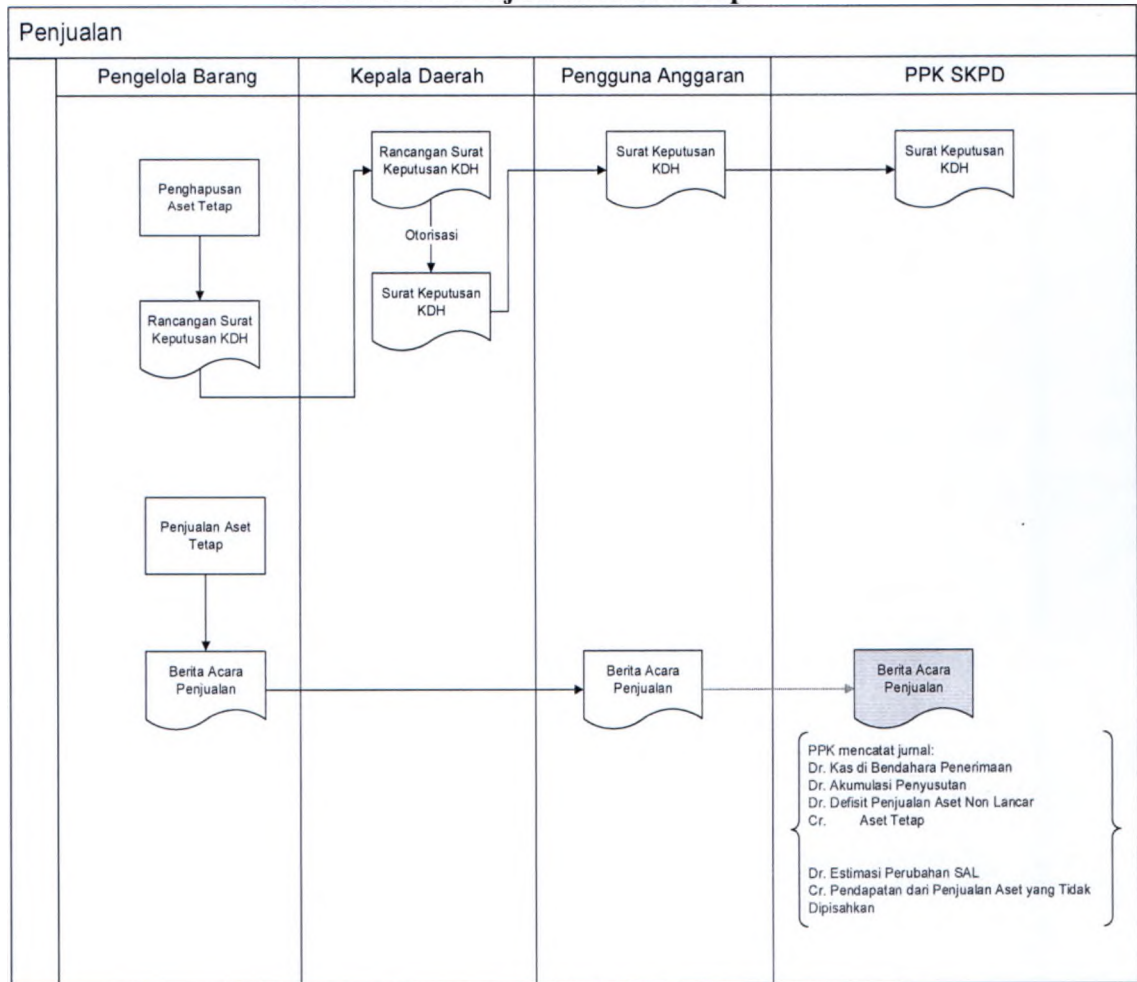 Penjualan
Pengelola Barang
Kepala Daerah
Pengguna Anggaran
PPK SKPD
Penghapusan
Aset Tetap
Rancangan Surat
Keputusan KDH
Rancangan Surat
Keputusan KDH
Otorisasi
Surat Keputusan
KDH
Surat Keputusan
KDH
Surat Keputusan
KDH
Penjualan Aset
Tetap
Berita Acara
Penjualan
Berita Acara
Penjualan
Berita Acara
Penjualan
PPK mencatat jurnal:
Dr. Kas di Bendahara Penerimaan
Dr. Akumulasi Penyusutan
Dr. Defisit Penjualan Aset Non Lancar
Cr. Aset Tetap
Dr. Estimasi Perubahan SAL
Cr. Pendapatan dari Penjualan Aset yang Tidak
Dipisahkan